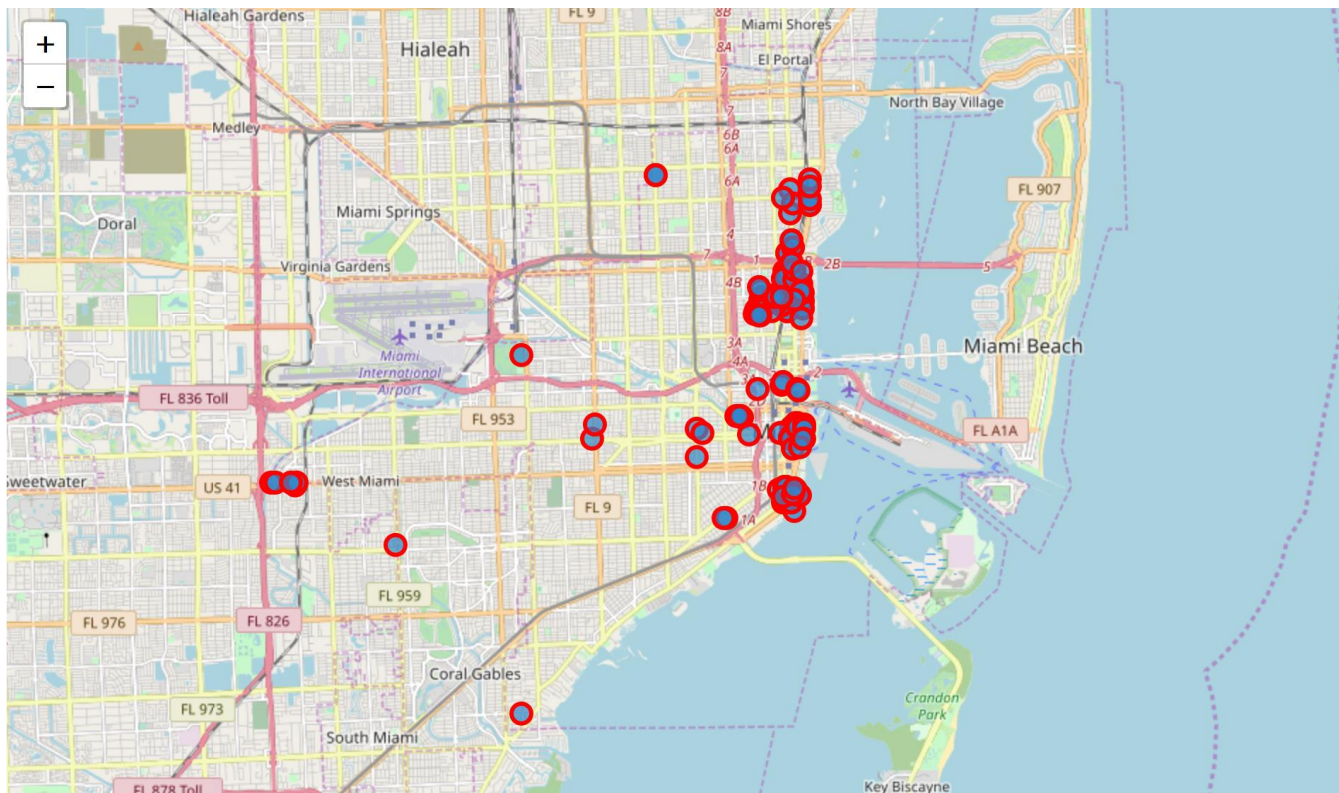 +
−
Hialeah Gardens
FL 9
8B
Hialeah
Miami Shores
8A
El Portal
7
North Bay Village
7
Medley
6B
6A
6A
FL 907
Miami Springs
Doral
4
7
1
2B
5
Virginia Gardens
4B
3A
Miami Beach
4A
Miami
International
Airport
2
FL 836 Toll
2D
FL 953
FL A1A
M
Sweetwater
US 41
West Miami
1B
FL 9
1A
FL 959
FL 976
FL 826
Coral Gables
Crandon
Park
FL 973
South Miami
FL 878 Toll
Key Biscayne